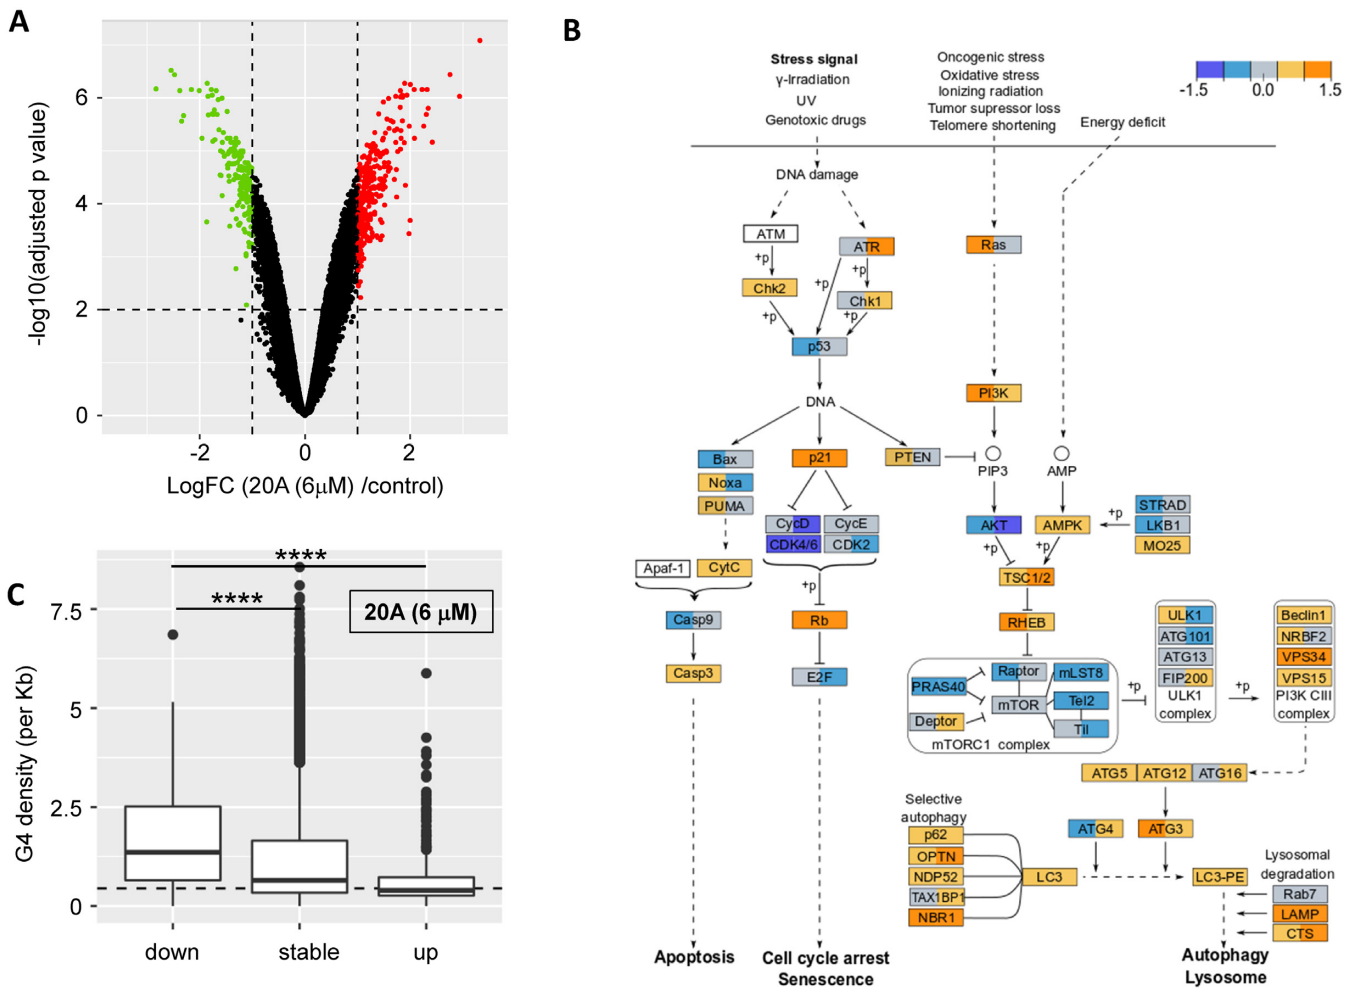 A
-log10(adjusted p value)
6
4
2
0
-2
0
2
LogFC (20A (6μM) /control)
B
Stress signal
γ-Irradiation
UV
Genotoxic drugs
Oncogenic stress
Oxidative stress
Ionizing radiation
Tumor supressor loss
Telomere shortening
Energy deficit
-1.5
0.0
1.5
DNA damage
ATM
ATR
Ras
+p
+p
+p
Chk2
Chk1
+p
+p
p53
PI3K
DNA
Bax
p21
PTEN
PIP3
AMP
Noxa
PUMA
CycD
CycE
CDK4/6
CDK2
AKT
AMPK
+p
STRAD
LKB1
MO25
+p
+p
Apaf-1
CytC
TSC1/2
+p
Casp9
Rb
RHEB
Casp3
E2F
PRAS40
Deptor
Raptor
mTOR
mLST8
Tel2
TII
mTORC1 complex
+p
ULK1
ATG101
ATG13
FIP200
ULK1
complex
+p
Beclin1
NRBF2
VPS34
VPS15
PI3K CIII
complex
ATG5
ATG12
ATG16
Selective
autophagy
p62
OPTN
NDP52
TAX1BP1
NBR1
LC3
ATG4
ATG3
LC3-PE
Lysosomal
degradation
Rab7
LAMP
CTS
Apoptosis
Cell cycle arrest
Senescence
Autophagy
Lysosome
C
G4 density (per Kb)
7.5
5
2.5
0
****
****
20A (6 μM)
down
stable
up